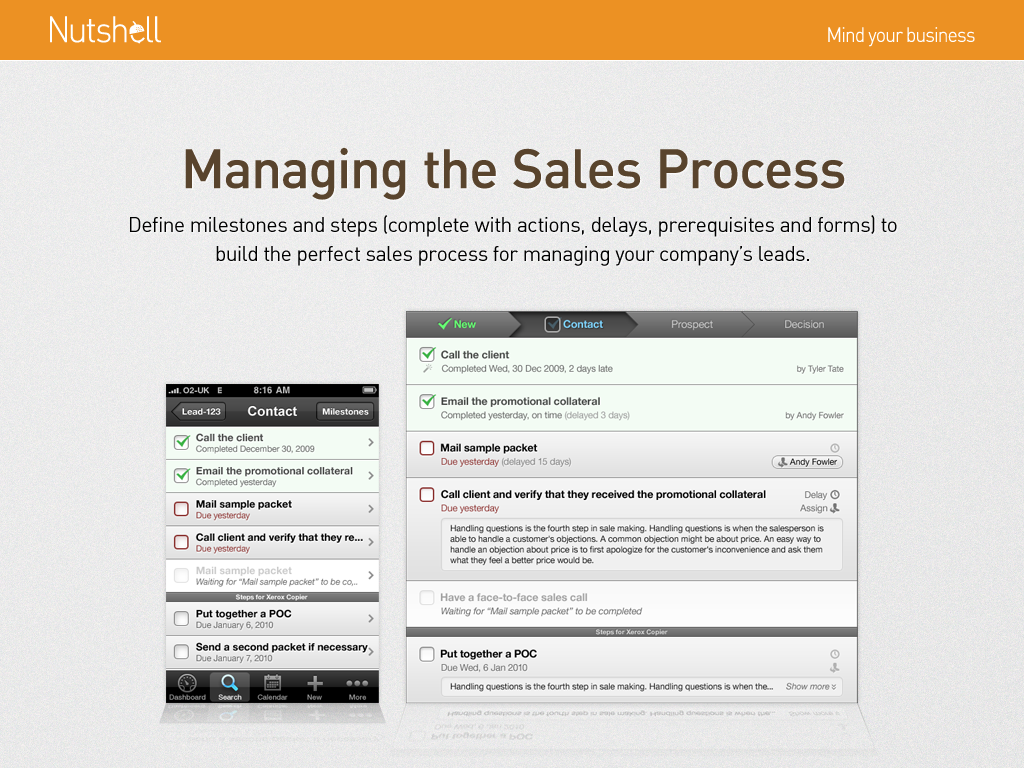 Nutshell
Mind your business
Managing the Sales Process
Define milestones and steps (complete with actions, delays, prerequisites and forms) to
build the perfect sales process for managing your company's leads.
O2-UK E 8:16 AM
Lead-123 Contact Milestones
Call the client
Completed December 30, 2009
Email the promotional collateral
Completed yesterday
Mail sample packet
Due yesterday
Call client and verify that they re...
Due yesterday
Mail sample packet
Waiting for "Mail sample packet" to be co,..
Steps for Xerox Copier
Put together a POC
Due January 6, 2010
Send a second packet if necessary
Due January 7, 2010
Dashboard Search Calendar New More
New Contact Prospect Decision
Call the client
Completed Wed, 30 Dec 2009, 2 days late by Tyler Tate
Email the promotional collateral
Completed yesterday, on time (delayed 3 days) by Andy Fowler
Mail sample packet
Due yesterday (delayed 15 days) Andy Fowler
Call client and verify that they received the promotional collateral Delay
Due yesterday Assign
Handling questions is the fourth step in sale making. Handling questions is when the salesperson is
able to handle a customer's objections. A common objection might be about price. An easy way to
handle an objection about price is to first apologize for the customer's inconvenience and ask them
what they feel a better price would be.
Have a face-to-face sales call
Waiting for "Mail sample packet" to be completed
Steps for Xerox Copier
Put together a POC
Due Wed, 6 Jan 2010
Handling questions is the fourth step in sale making. Handling questions is when the... Show more